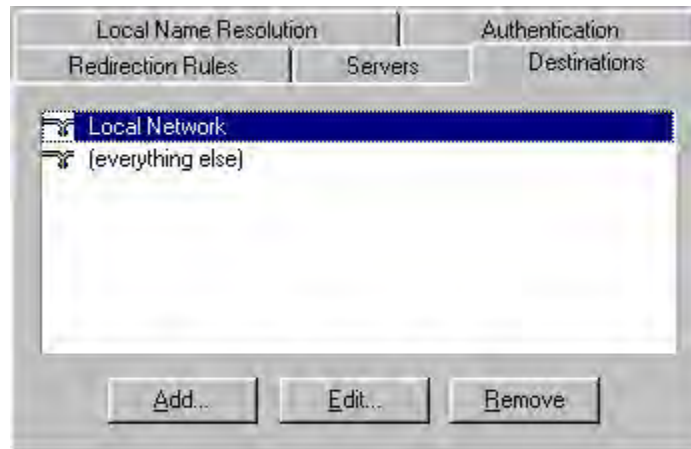 Local Name Resolution Authentication
Redirection Rules Servers Destinations
Local Network
(everything else)
Add... Edit... Remove